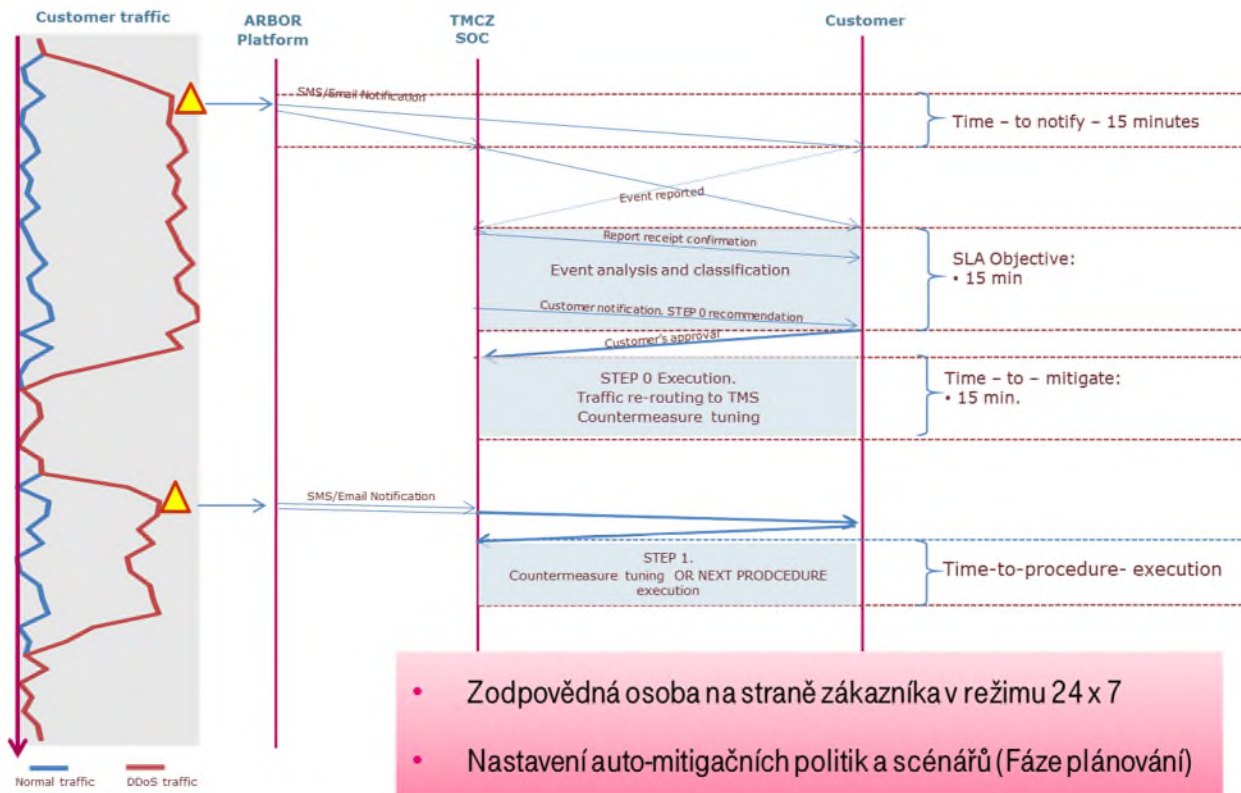 Customer traffic
ARBOR
Platform
TMCZ
SOC
Customer
SMS/Email Notification
Time – to notify – 15 minutes
Event reported
Report receipt confirmation
Event analysis and classification
SLA Objective:
• 15 min
Customer notification. STEP 0 recommendation
Customer's approval
STEP 0 Execution.
Traffic re-routing to TMS
Countermeasure tuning
Time – to – mitigate:
• 15 min.
SMS/Email Notification
STEP 1.
Countermeasure tuning OR NEXT PRODCEDURE
execution
Time-to-procedure- execution
• Zodpovědná osoba na straně zákazníka v režimu 24 x 7
• Nastavení auto-mitigačních politik a scénářů (Fáze plánování)
Normal traffic
DDoS traffic